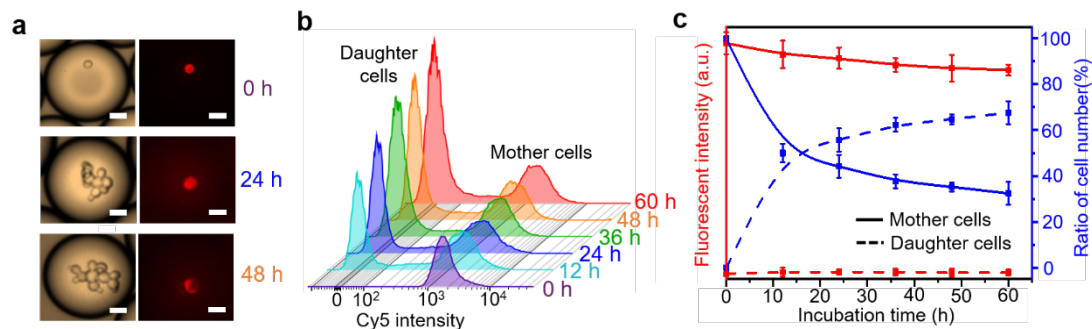 a
0 h
24 h
48 h
b
Daughter
cells
Mother cells
60 h
48 h
36 h
24 h
12 h
0 h
0 10² 10³ 10⁴
Cy5 intensity
c
Fluorescent intensity (a.u.)
Mother cells
Daughter cells
0 10 20 30 40 50 60
Incubation time (h)
100
80
60
40
20
0
Ratio of cell number(%)